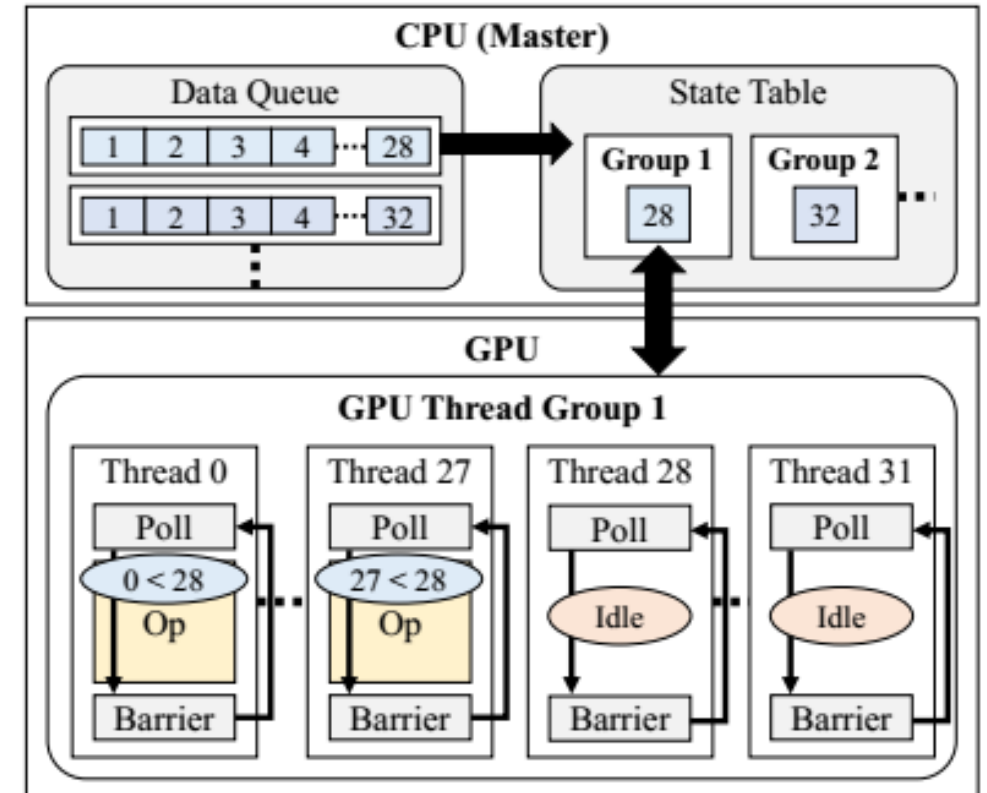 CPU (Master)
Data Queue
1 2 3 4 28
1 2 3 4 32
State Table
Group 1
28
Group 2
32
GPU
GPU Thread Group 1
Thread 0
Poll
0 < 28
Op
Barrier
Thread 27
Poll
27 < 28
Op
Barrier
Thread 28
Poll
Idle
Barrier
Thread 31
Poll
Idle
Barrier